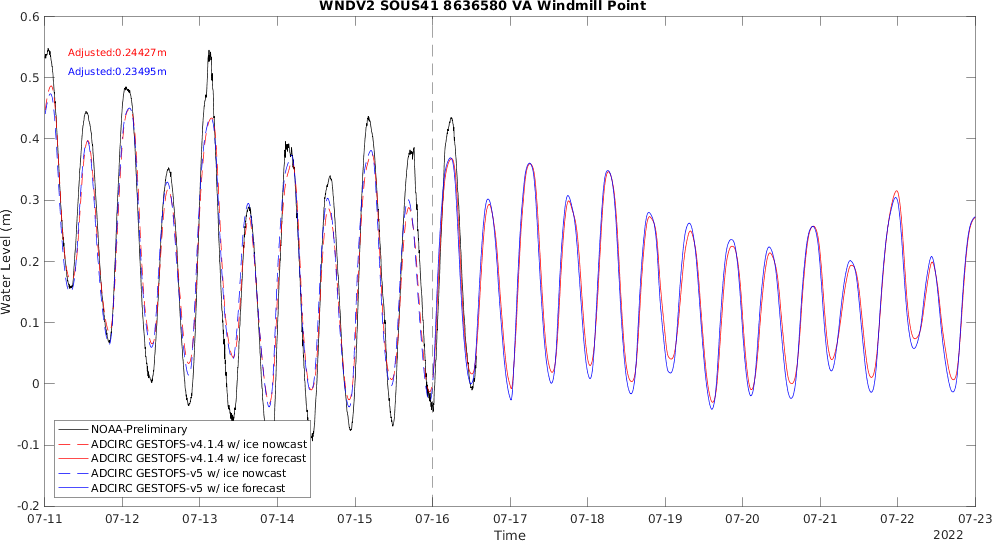 WNDV2 SOUS41 8636580 VA Windmill Point
Adjusted:0.24427m
Adjusted:0.23495m
Water Level (m)
0.6
0.5
0.4
0.3
0.2
0.1
0
-0.1
-0.2
NOAA-Preliminary
ADCIRC GESTOFS-v4.1.4 w/ ice nowcast
ADCIRC GESTOFS-v4.1.4 w/ ice forecast
ADCIRC GESTOFS-v5 w/ ice nowcast
ADCIRC GESTOFS-v5 w/ ice forecast
07-11 07-12 07-13 07-14 07-15 07-16 07-17 07-18 07-19 07-20 07-21 07-22 07-23
Time
2022